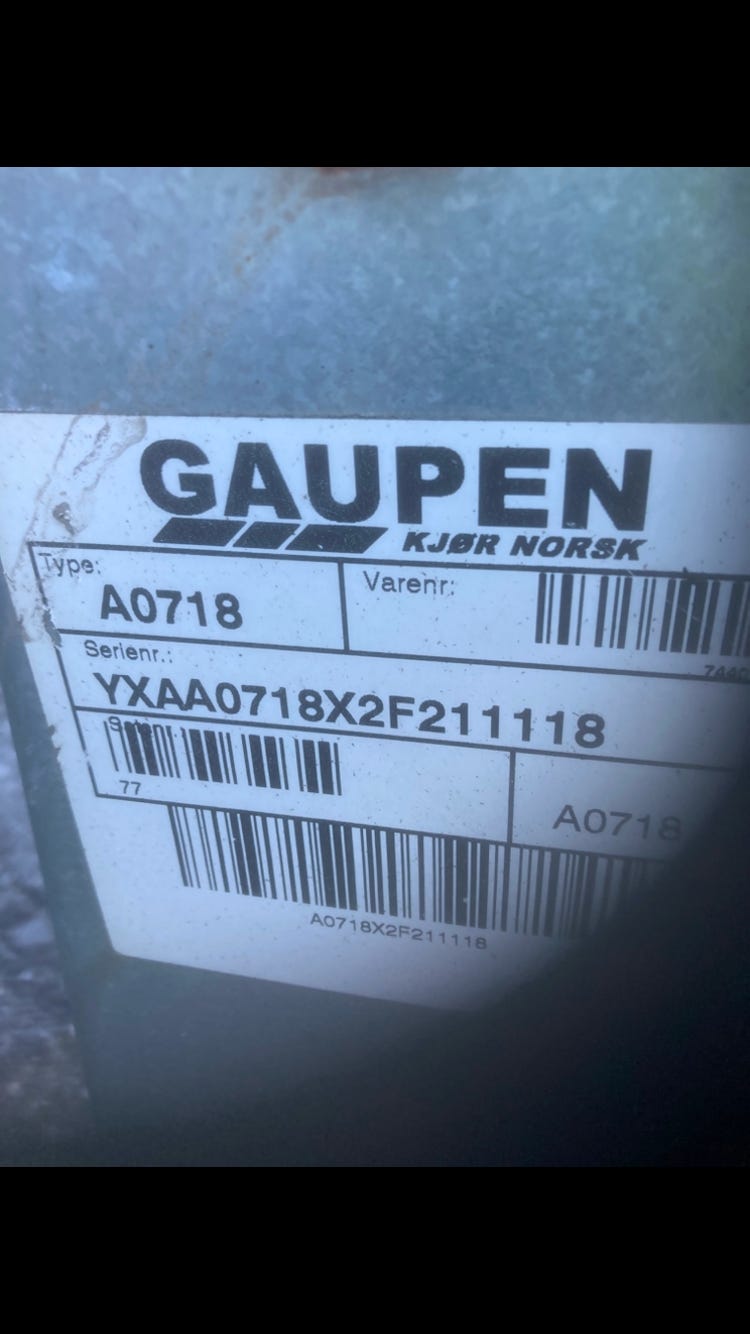 GAUPEN
KJØR NORSK
Type:
A0718
Varenr:
Serienr.:
YXAA0718X2F211118
77
A0718
A0718X2F211118